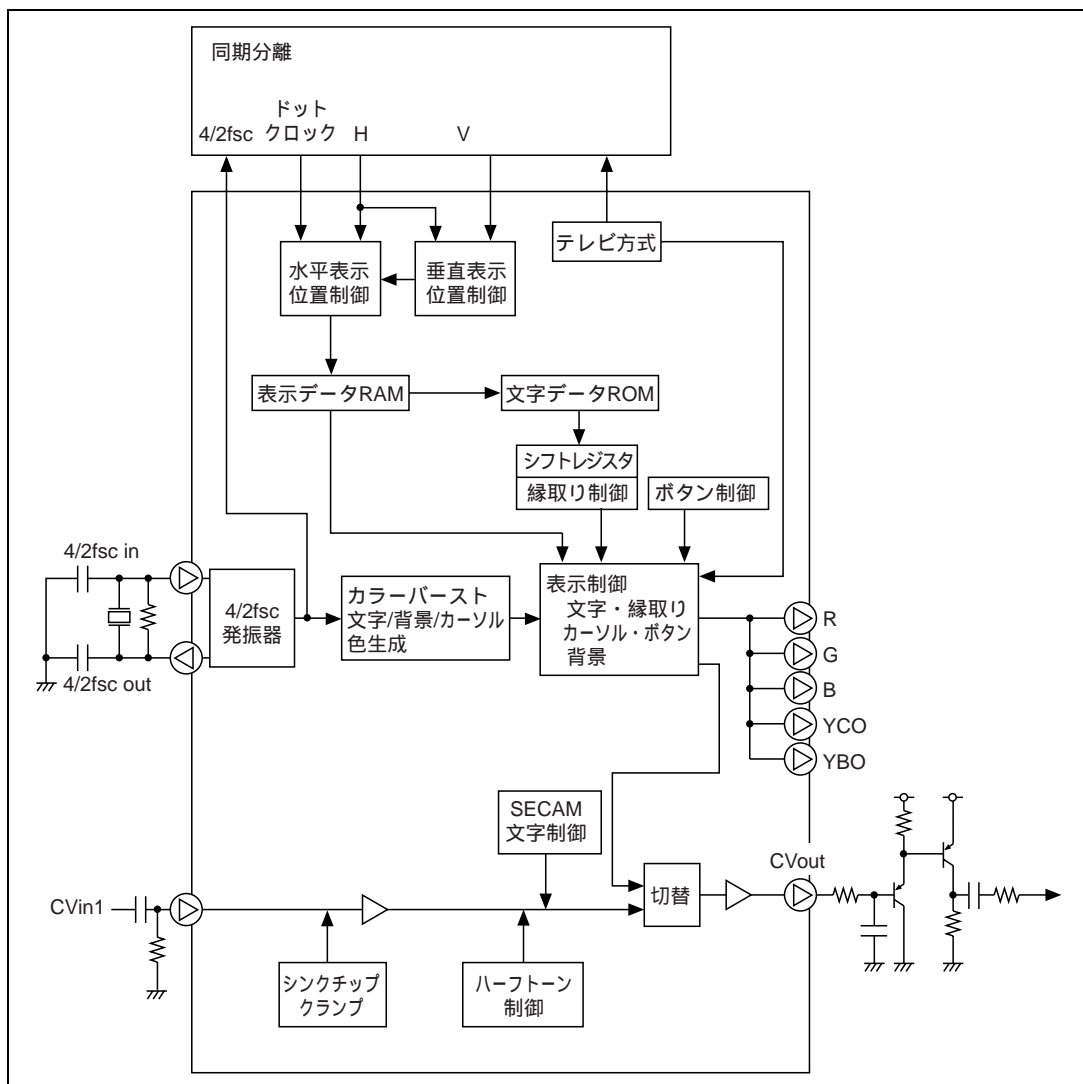 同期分離
ドット
4/2fsc クロック H V
テレビ方式
水平表示
位置制御
垂直表示
位置制御
表示データRAM
文字データROM
シフトレジスタ
縁取り制御
ボタン制御
4/2fsc in
4/2fsc
発振器
4/2fsc out
カラーバースト
文字/背景/カーソル
色生成
表示制御
文字・縁取り
カーソル・ボタン
背景
R
G
B
YCO
YBO
SECAM
文字制御
CVout
切替
CVin1
シンクチップ
クランプ
ハーフトーン
制御